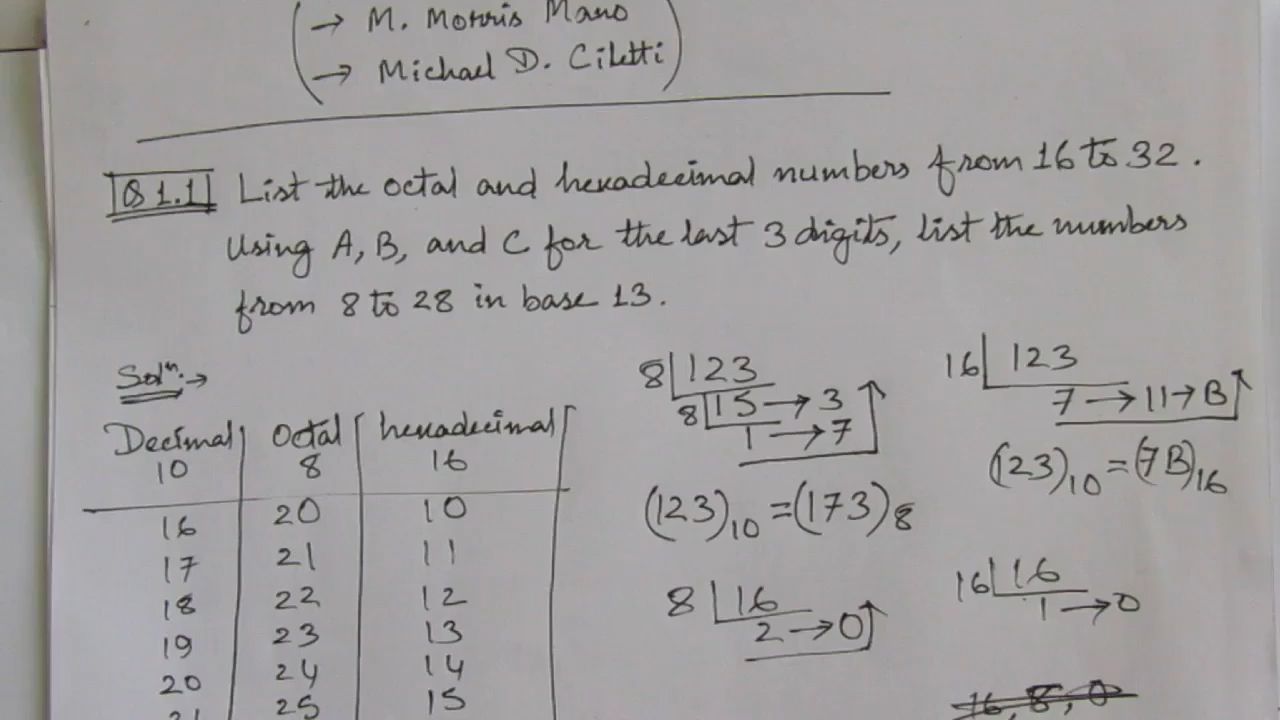 → M. Morris Mano
→ Michael D. Ciletti
Q 1.1 List the octal and hexadecimal numbers from 16 to 32.
Using A, B, and C for the last 3 digits, list the numbers
from 8 to 28 in base 13.
Solⁿ:→
Decimal Octal hexadecimal
10 8 16
16 20 10
17 21 11
18 22 12
19 23 13
20 24 14
21 25 15
8 123
8 15 → 3
1 → 7
(123)₁₀ = (173)₈
8 16
2 → 0
16 123
7 → 11 → B
(123)₁₀ = (7B)₁₆
16 16
1 → 0
16, 8, 0